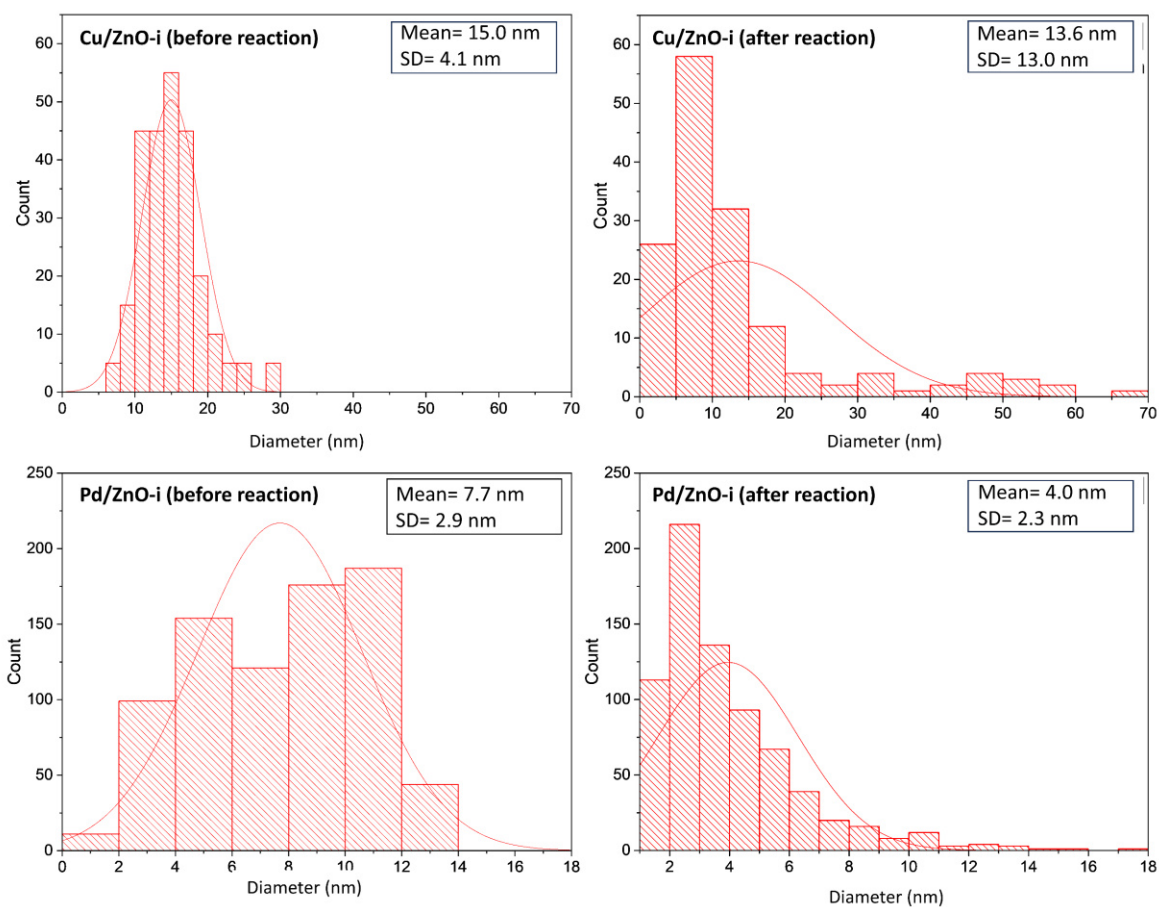 Cu/ZnO-i (before reaction)
Mean= 15.0 nm
SD= 4.1 nm
60
50
40
30
20
10
0
Count
0 10 20 30 40 50 60 70
Diameter (nm)
Cu/ZnO-i (after reaction)
Mean= 13.6 nm
SD= 13.0 nm
60
50
40
30
20
10
0
Count
0 10 20 30 40 50 60 70
Diameter (nm)
Pd/ZnO-i (before reaction)
Mean= 7.7 nm
SD= 2.9 nm
250
200
150
100
50
0
Count
0 2 4 6 8 10 12 14 16 18
Diameter (nm)
Pd/ZnO-i (after reaction)
Mean= 4.0 nm
SD= 2.3 nm
250
200
150
100
50
0
Count
2 4 6 8 10 12 14 16 18
Diameter (nm)